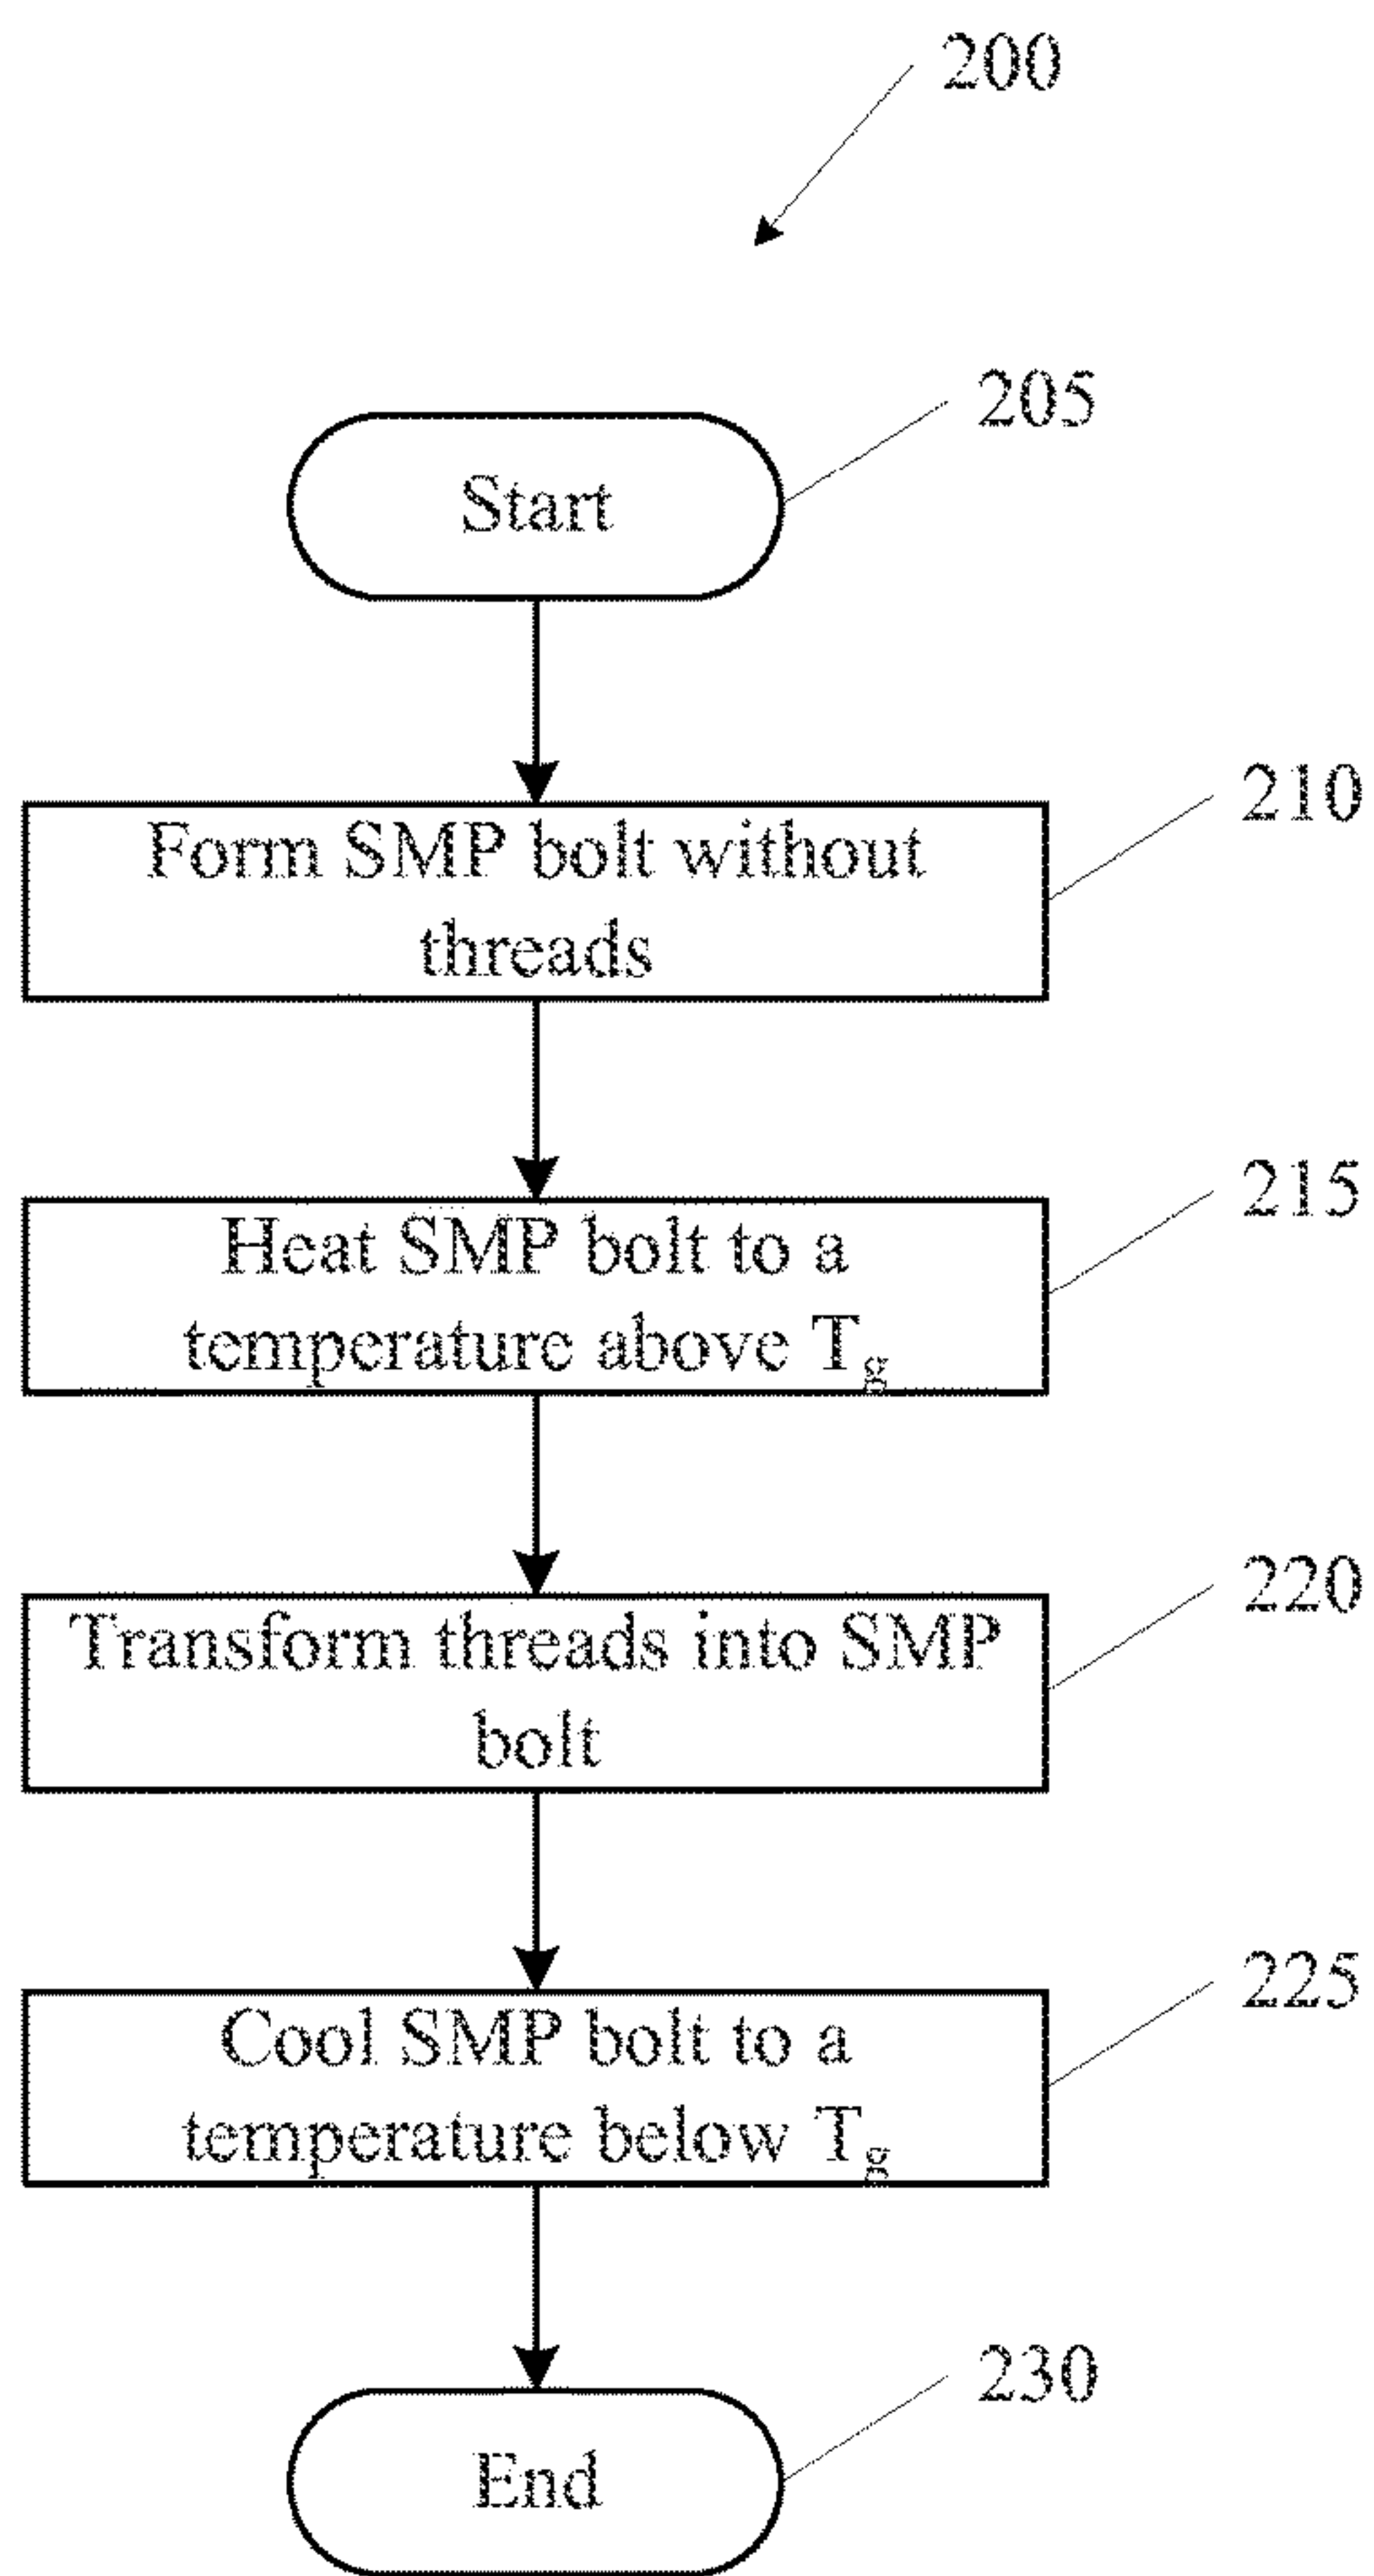 200
205
Start
210
Form SMP bolt without
threads
215
Heat SMP bolt to a
temperature above Tg
220
Transform threads into SMP
bolt
225
Cool SMP bolt to a
temperature below Tg
230
End